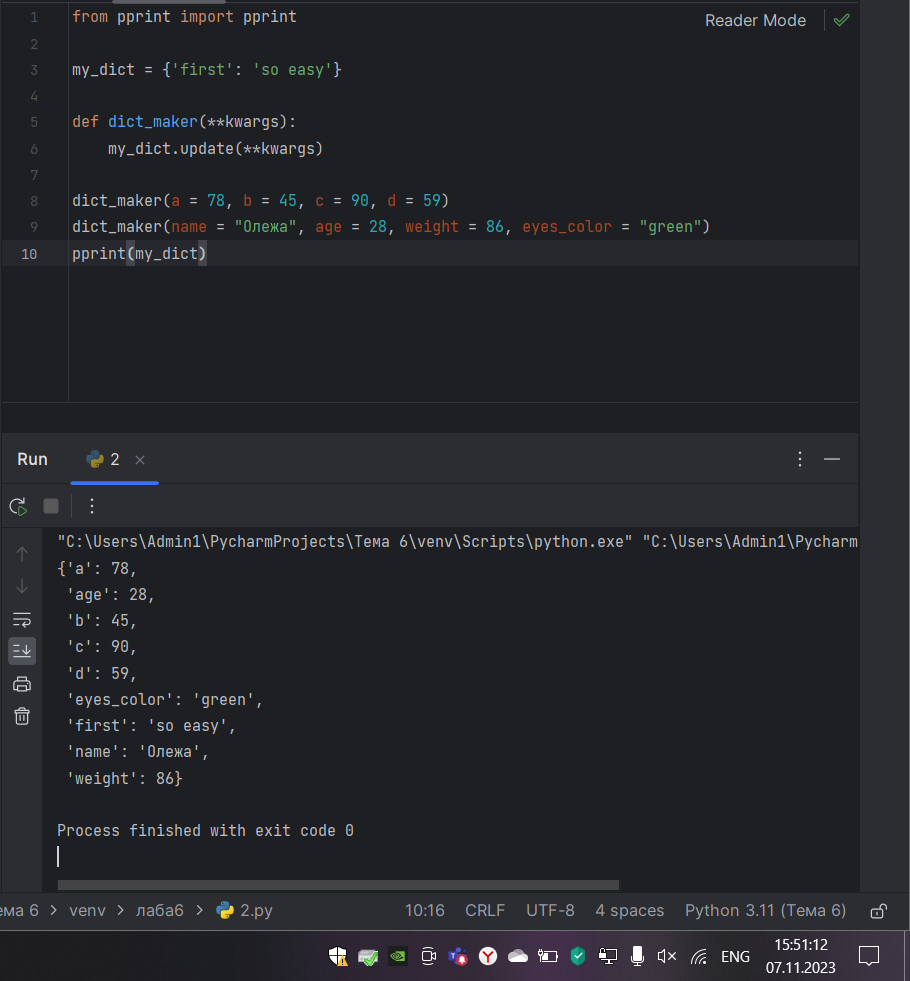 1 from pprint import pprint
Reader Mode
2
3 my_dict = {'first': 'so easy'}
4
5 def dict_maker(**kwargs):
6     my_dict.update(**kwargs)
7
8 dict_maker(a = 78, b = 45, c = 90, d = 59)
9 dict_maker(name = "Олежа", age = 28, weight = 86, eyes_color = "green")
10 pprint(my_dict)
Run 2
"C:\Users\Admin1\PycharmProjects\Тема 6\venv\Scripts\python.exe" "C:\Users\Admin1\Pycharm
{'a': 78,
 'age': 28,
 'b': 45,
 'c': 90,
 'd': 59,
 'eyes_color': 'green',
 'first': 'so easy',
 'name': 'Олежа',
 'weight': 86}
Process finished with exit code 0
ема 6 > venv > лаба6 > 2.py 10:16 CRLF UTF-8 4 spaces Python 3.11 (Тема 6)
ENG 15:51:12
07.11.2023